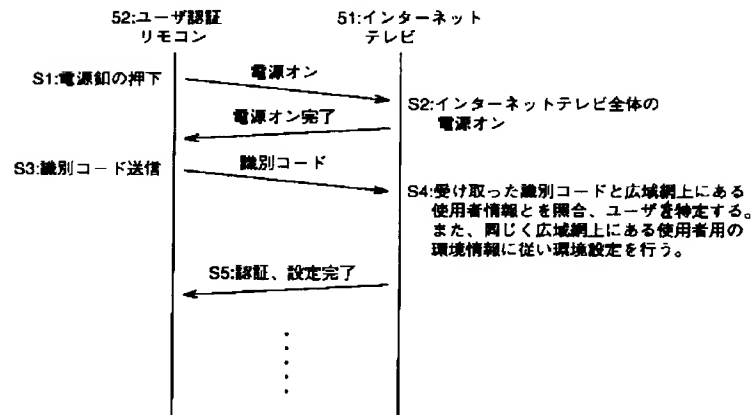 52:ユーザ認証
リモコン
51:インターネット
テレビ
S1:電源釦の押下
電源オン
S2:インターネットテレビ全体の
電源オン
電源オン完了
S3:識別コード送信
識別コード
S4:受け取った識別コードと広域網上にある
使用者情報とを照合、ユーザを特定する。
また、同じく広域網上にある使用者用の
環境情報に従い環境設定を行う。
S5:認証、設定完了